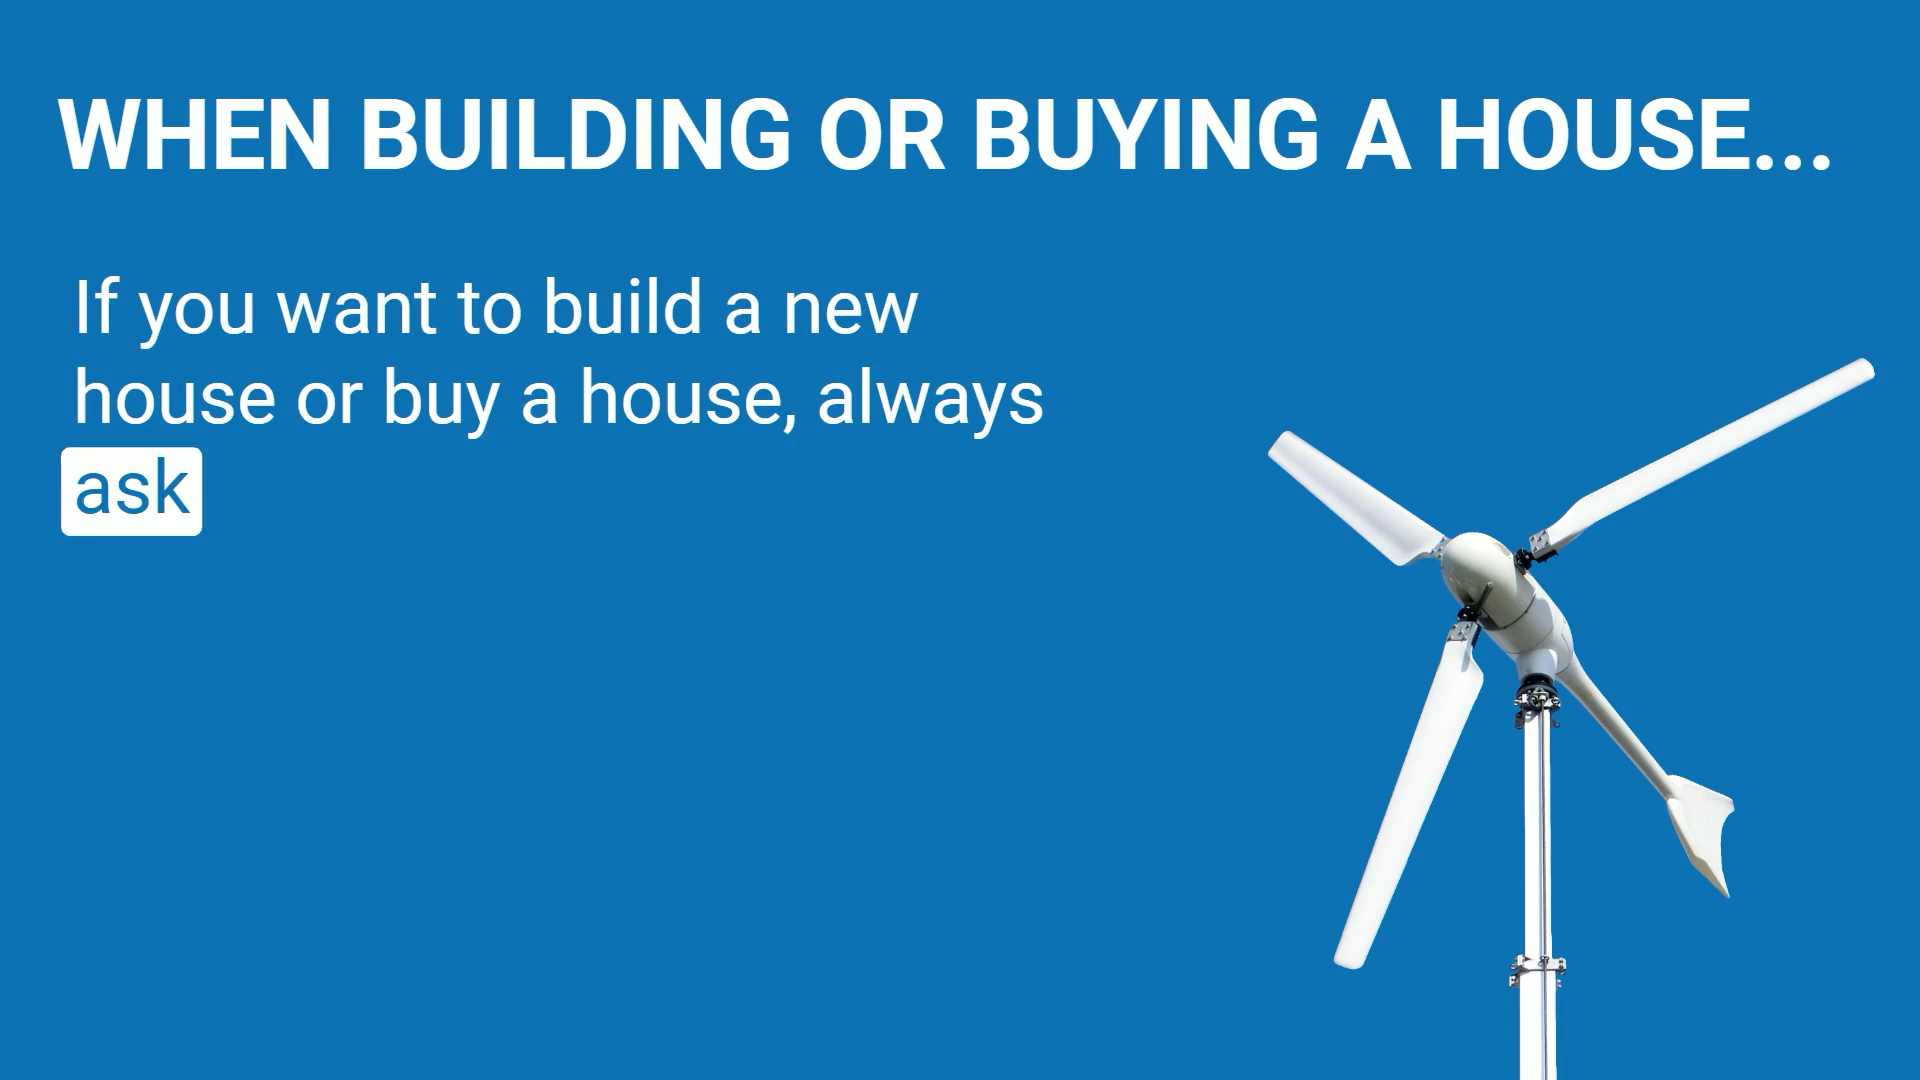 WHEN BUILDING OR BUYING A HOUSE...
If you want to build a new
house or buy a house, always
ask